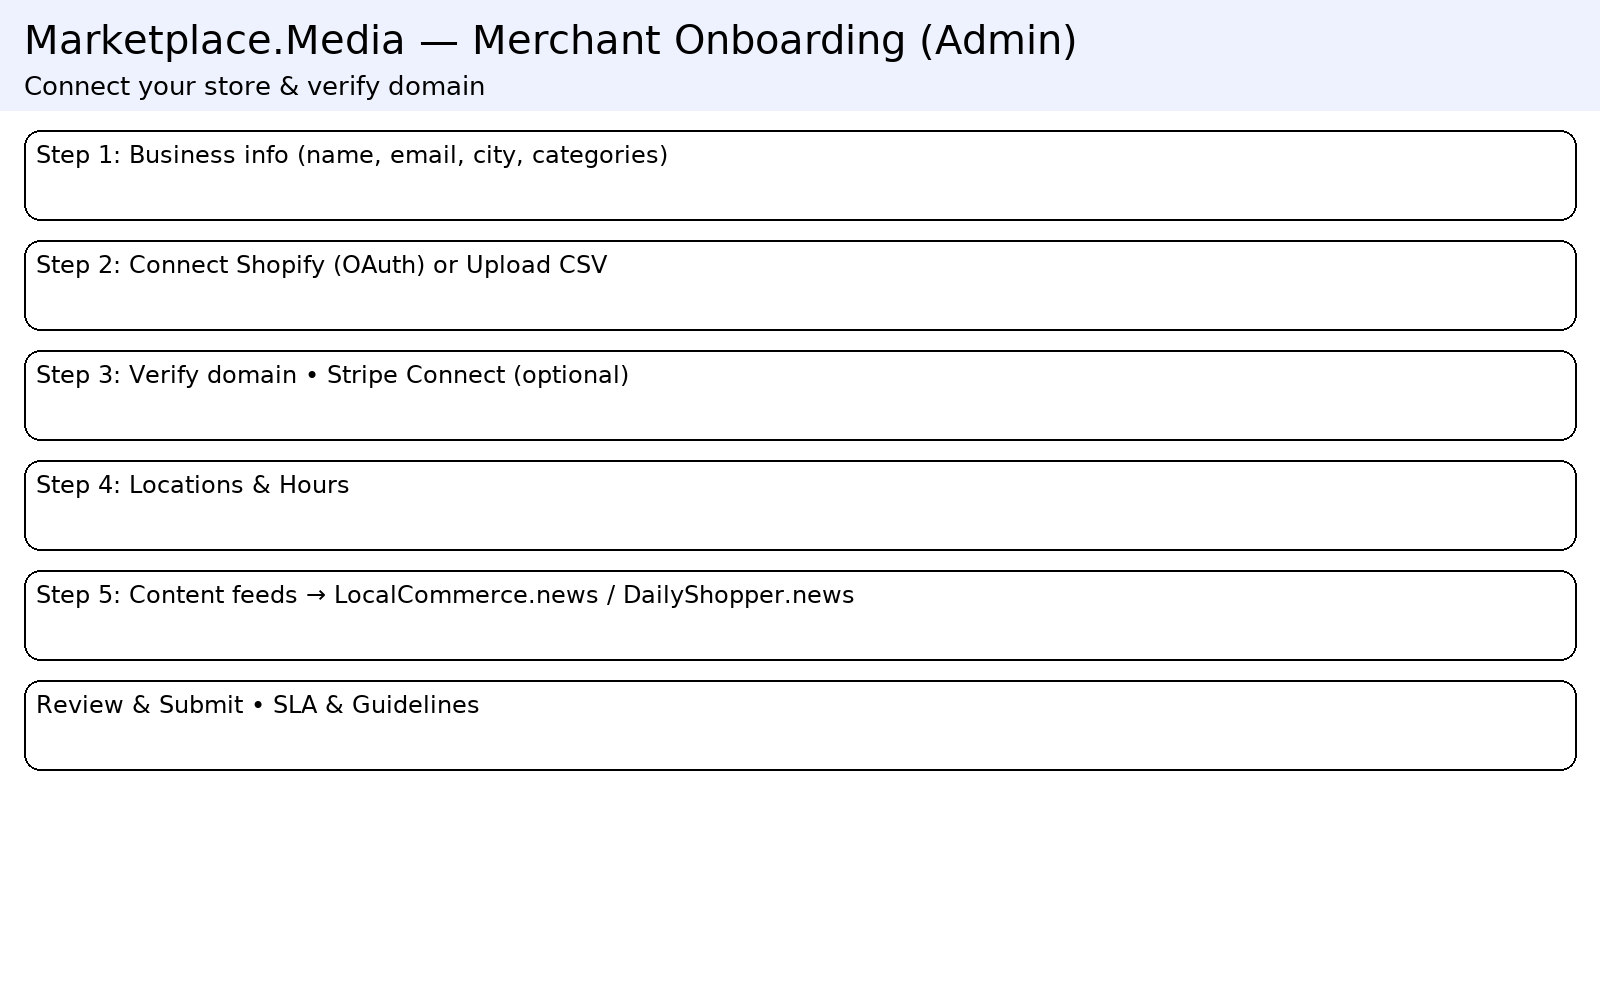 Marketplace.Media — Merchant Onboarding (Admin)
Connect your store & verify domain
Step 1: Business info (name, email, city, categories)
Step 2: Connect Shopify (OAuth) or Upload CSV
Step 3: Verify domain • Stripe Connect (optional)
Step 4: Locations & Hours
Step 5: Content feeds → LocalCommerce.news / DailyShopper.news
Review & Submit • SLA & Guidelines